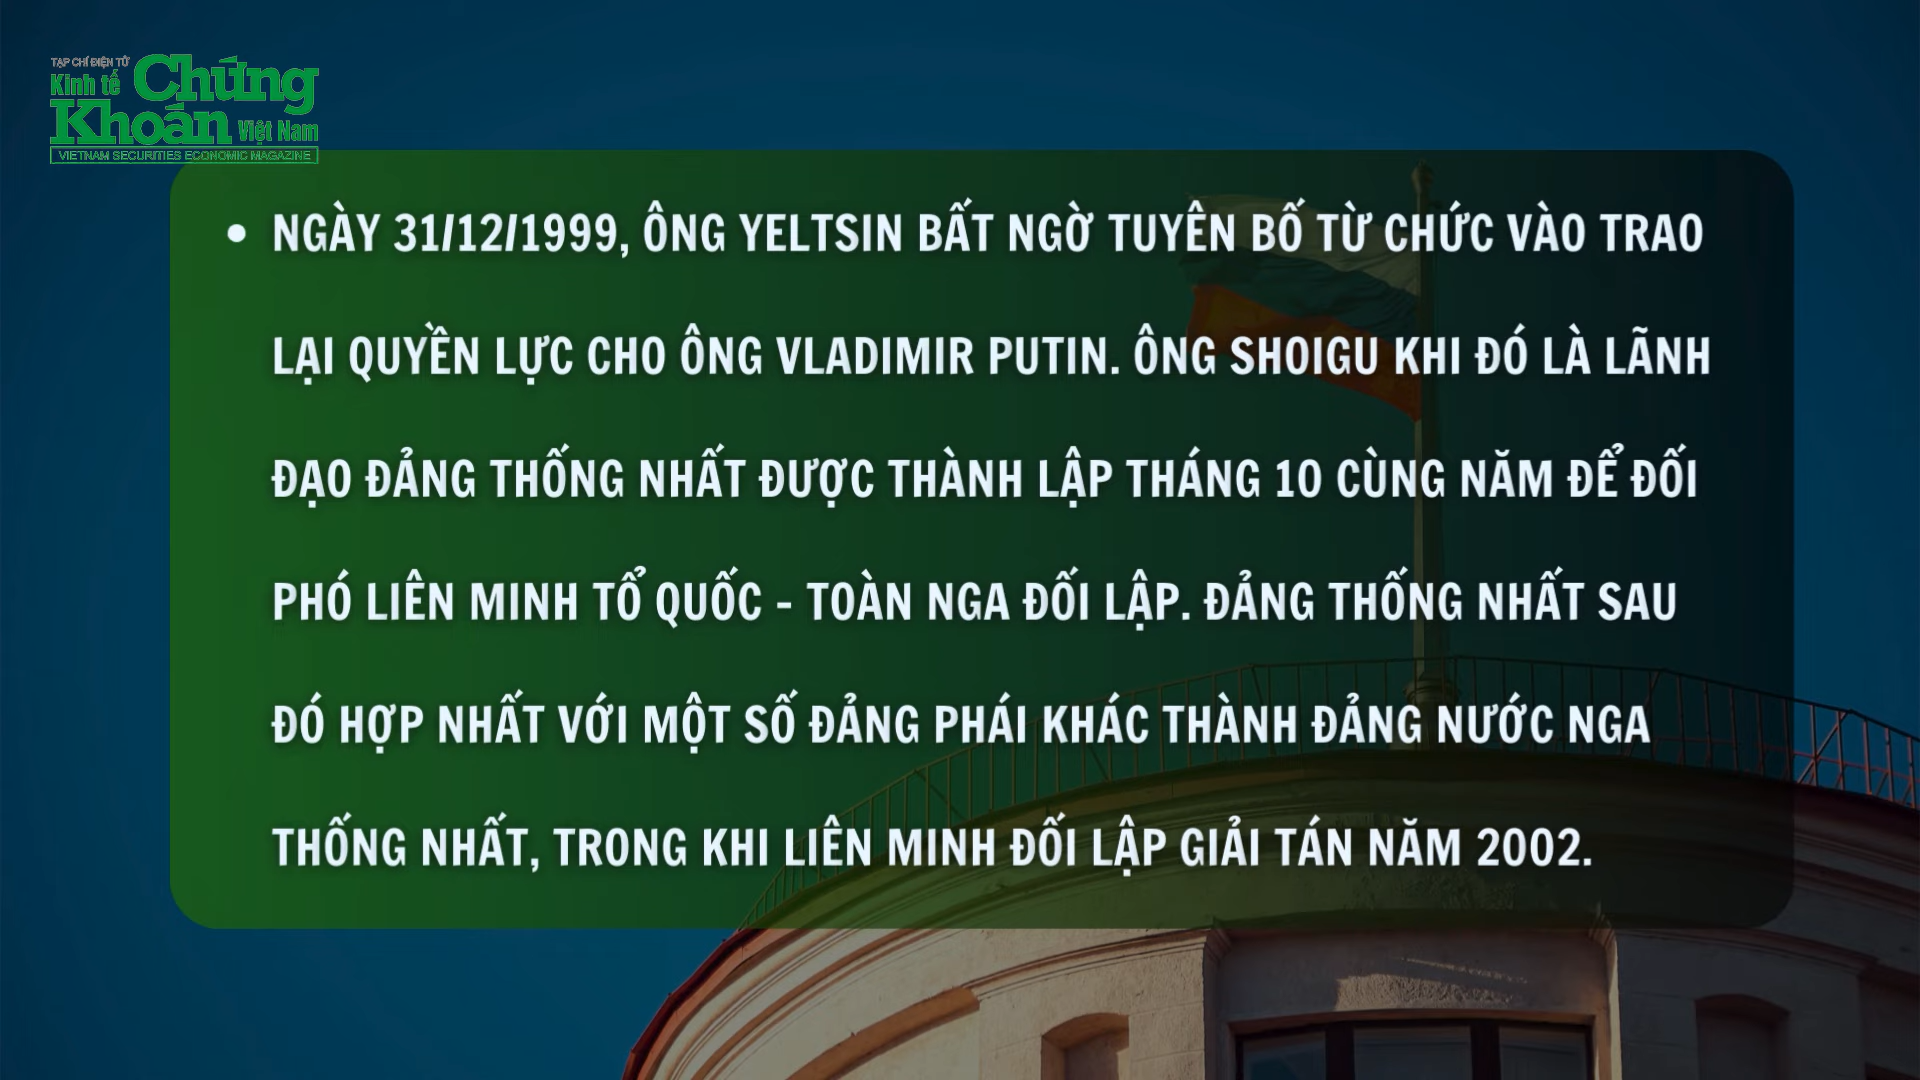 TẠP CHÍ ĐIỆN TỬ
Kinh tế Chứng
Khoán Việt Nam
VIETNAM SECURITIES ECONOMIC MAGAZINE
• NGÀY 31/12/1999, ÔNG YELTSIN BẤT NGỜ TUYÊN BỐ TỪ CHỨC VÀO TRAO
LẠI QUYỀN LỰC CHO ÔNG VLADIMIR PUTIN. ÔNG SHOIGU KHI ĐÓ LÀ LÃNH
ĐẠO ĐẢNG THỐNG NHẤT ĐƯỢC THÀNH LẬP THÁNG 10 CÙNG NĂM ĐỂ ĐỐI
PHÓ LIÊN MINH TỔ QUỐC - TOÀN NGA ĐỐI LẬP. ĐẢNG THỐNG NHẤT SAU
ĐÓ HỢP NHẤT VỚI MỘT SỐ ĐẢNG PHÁI KHÁC THÀNH ĐẢNG NƯỚC NGA
THỐNG NHẤT, TRONG KHI LIÊN MINH ĐỐI LẬP GIẢI TÁN NĂM 2002.